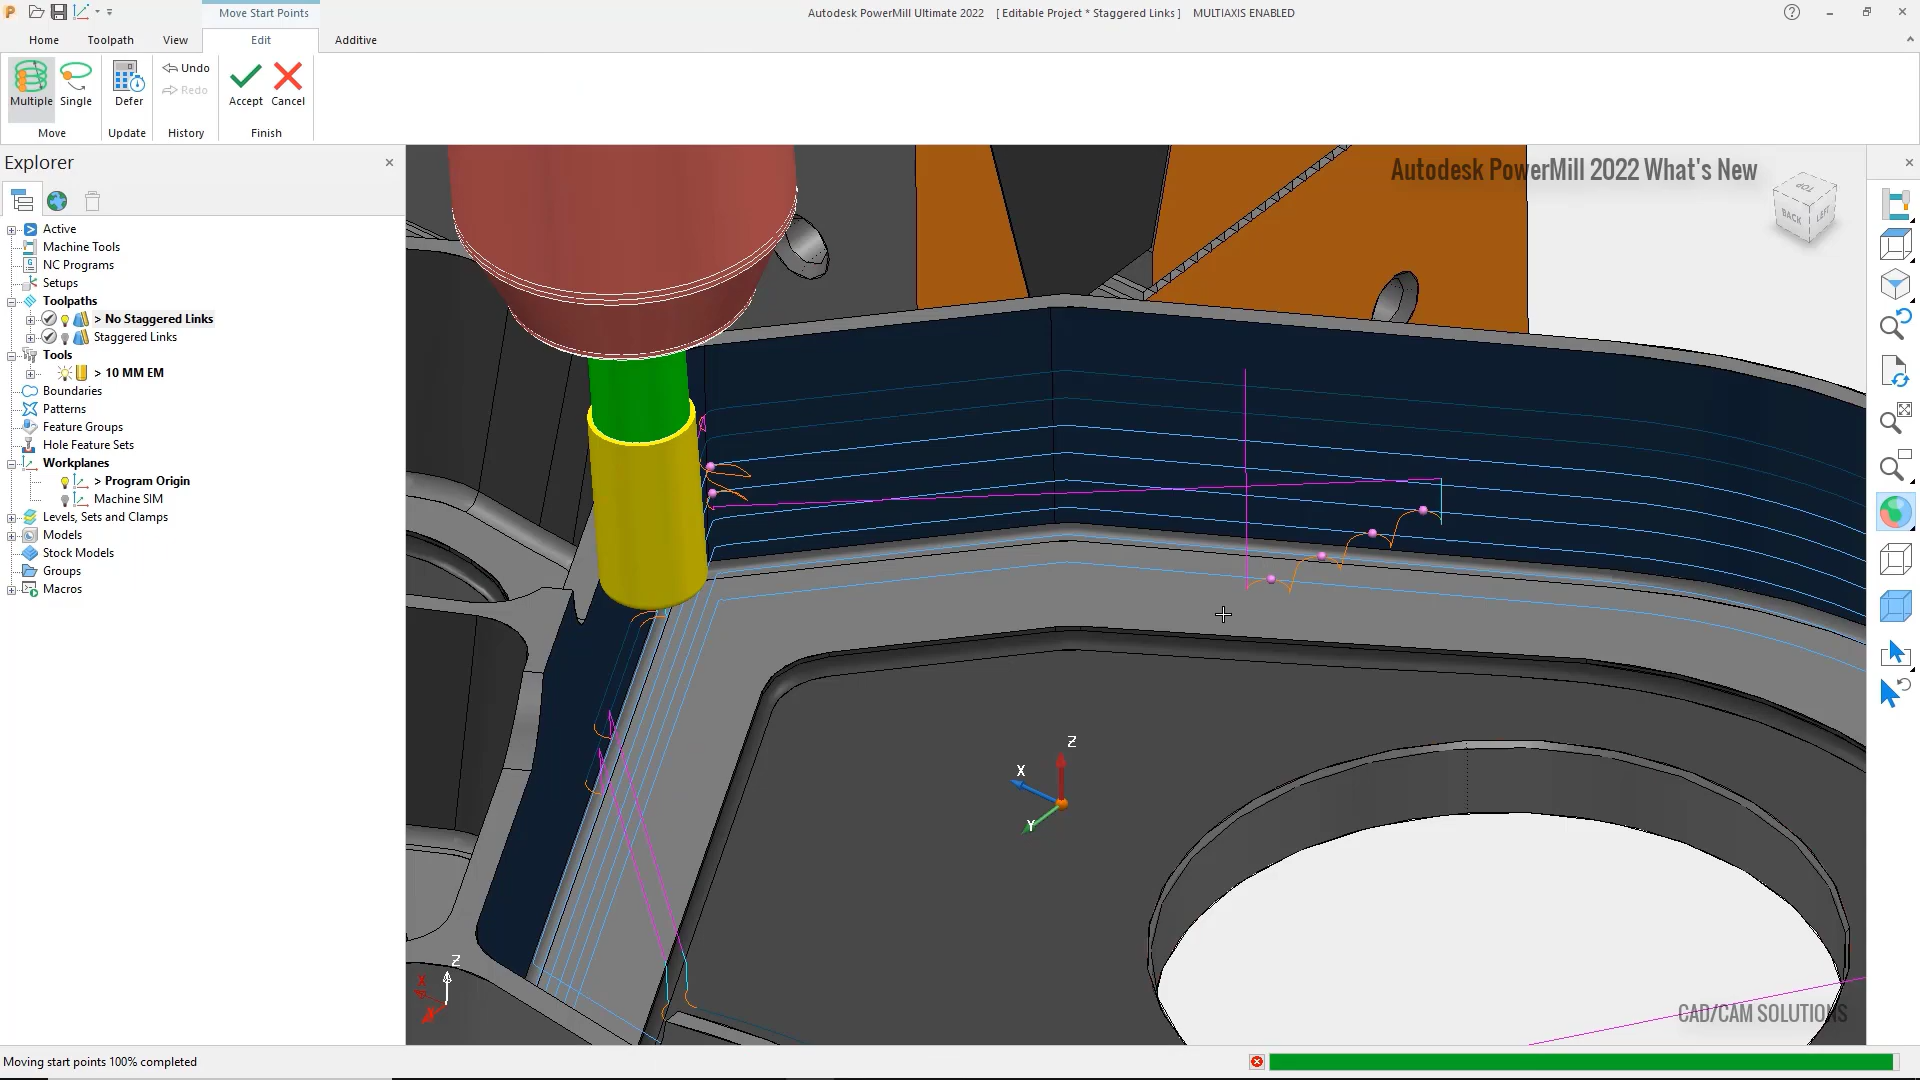 Move Start Points
Autodesk PowerMill Ultimate 2022 [ Editable Project * Staggered Links ] MULTIAXIS ENABLED
Home Toolpath View Edit Additive
Multiple Single Defer Undo Redo Accept Cancel
Move Update History Finish
Explorer
Active
Machine Tools
NC Programs
Setups
Toolpaths
> No Staggered Links
Staggered Links
Tools
> 10 MM EM
Boundaries
Patterns
Feature Groups
Hole Feature Sets
Workplanes
> Program Origin
Machine SIM
Levels, Sets and Clamps
Models
Stock Models
Groups
Macros
Autodesk PowerMill 2022 What's New
TOP
BACK
LEFT
Z
X
Y
Z
X
CAD/CAM SOLUTIONS
Moving start points 100% completed